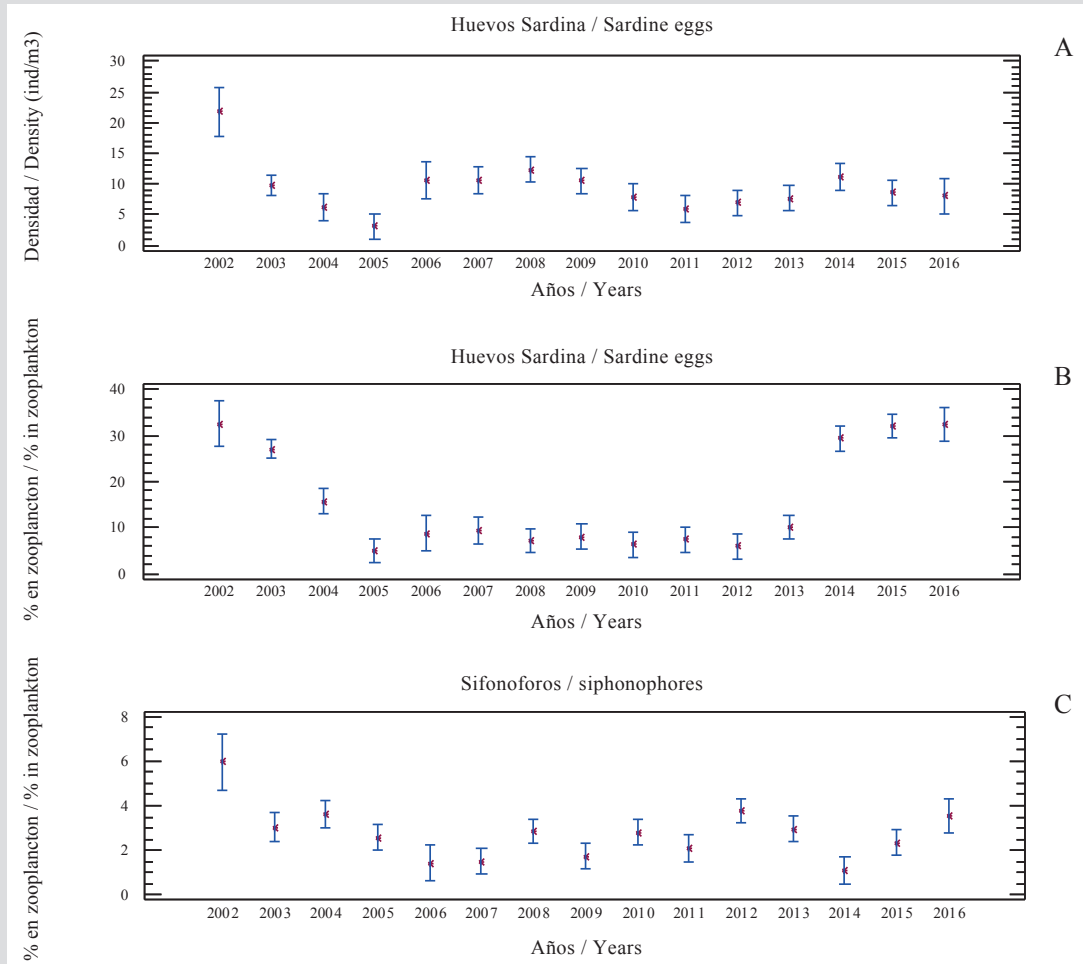 Huevos Sardina / Sardine eggs
A
Densidad / Density (ind/m3)
30
25
20
15
10
5
0
2002 2003 2004 2005 2006 2007 2008 2009 2010 2011 2012 2013 2014 2015 2016
Años / Years
Huevos Sardina / Sardine eggs
B
% en zooplancton / % in zooplankton
40
30
20
10
0
2002 2003 2004 2005 2006 2007 2008 2009 2010 2011 2012 2013 2014 2015 2016
Años / Years
Sifonoforos / siphonophores
C
% en zooplancton / % in zooplankton
8
6
4
2
0
2002 2003 2004 2005 2006 2007 2008 2009 2010 2011 2012 2013 2014 2015 2016
Años / Years